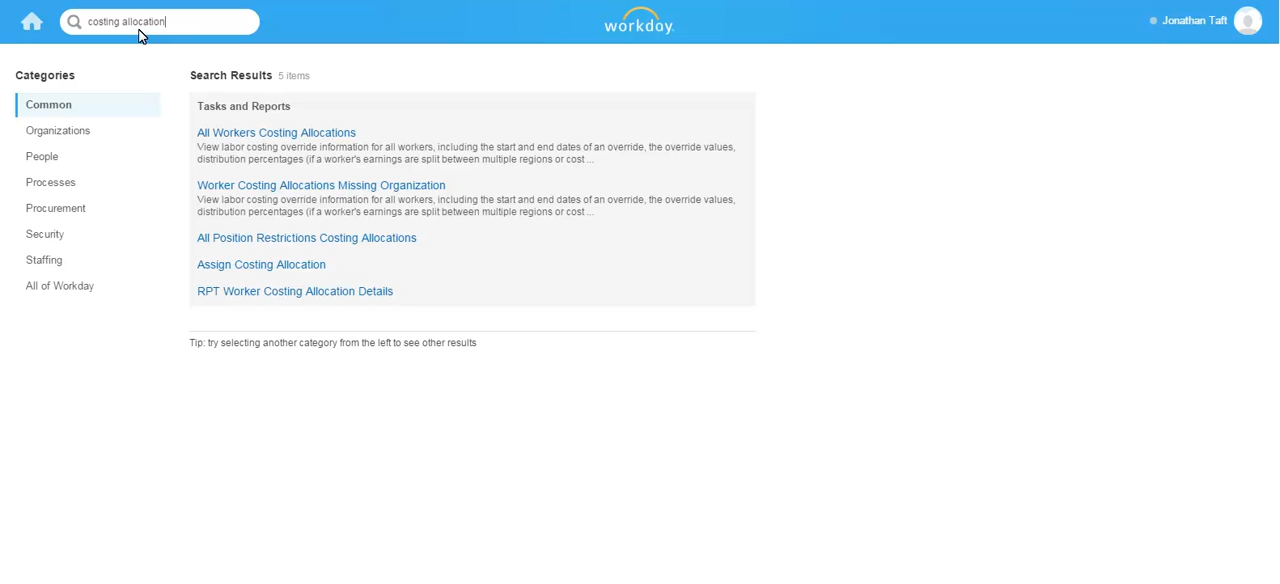 costing allocation
workday.
Jonathan Taft
Categories
Common
Organizations
People
Processes
Procurement
Security
Staffing
All of Workday
Search Results 5 items
Tasks and Reports
All Workers Costing Allocations
View labor costing override information for all workers, including the start and end dates of an override, the override values,
distribution percentages (if a worker's earnings are split between multiple regions or cost ...
Worker Costing Allocations Missing Organization
View labor costing override information for all workers, including the start and end dates of an override, the override values,
distribution percentages (if a worker's earnings are split between multiple regions or cost ...
All Position Restrictions Costing Allocations
Assign Costing Allocation
RPT Worker Costing Allocation Details
Tip: try selecting another category from the left to see other results